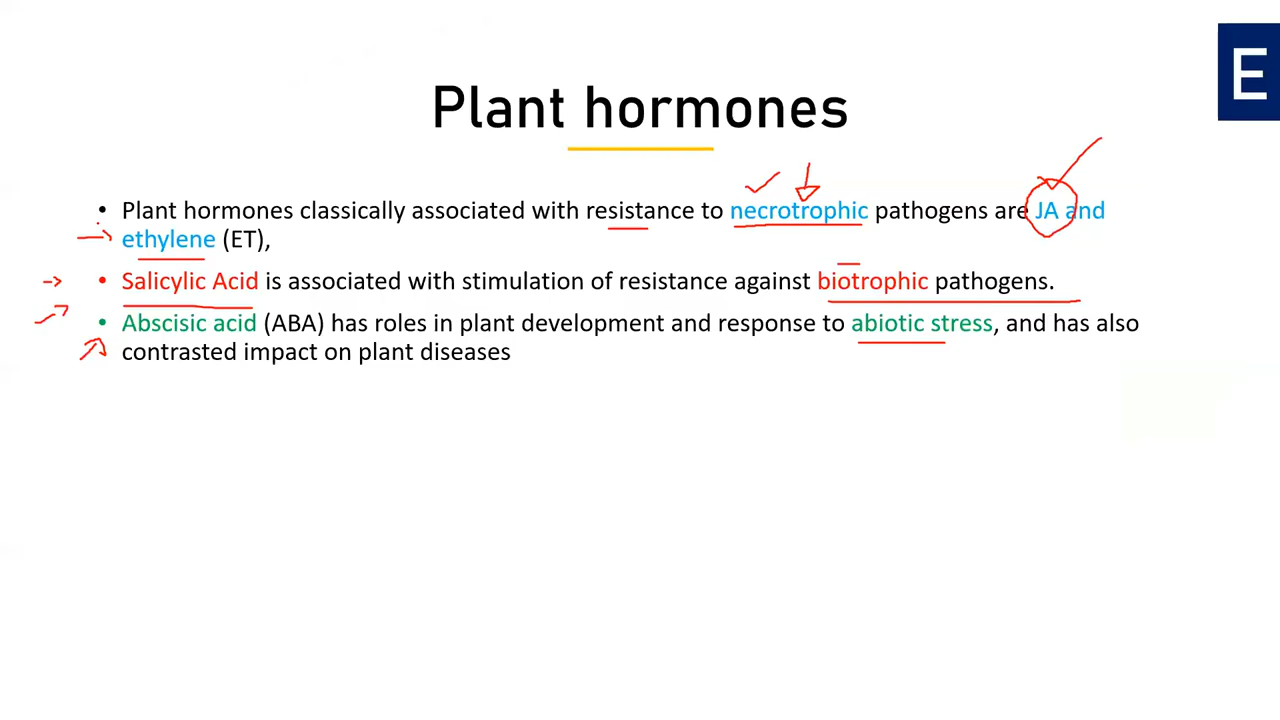 E
Plant hormones
• Plant hormones classically associated with resistance to necrotrophic pathogens are JA and
ethylene (ET),
• Salicylic Acid is associated with stimulation of resistance against biotrophic pathogens.
• Abscisic acid (ABA) has roles in plant development and response to abiotic stress, and has also
contrasted impact on plant diseases